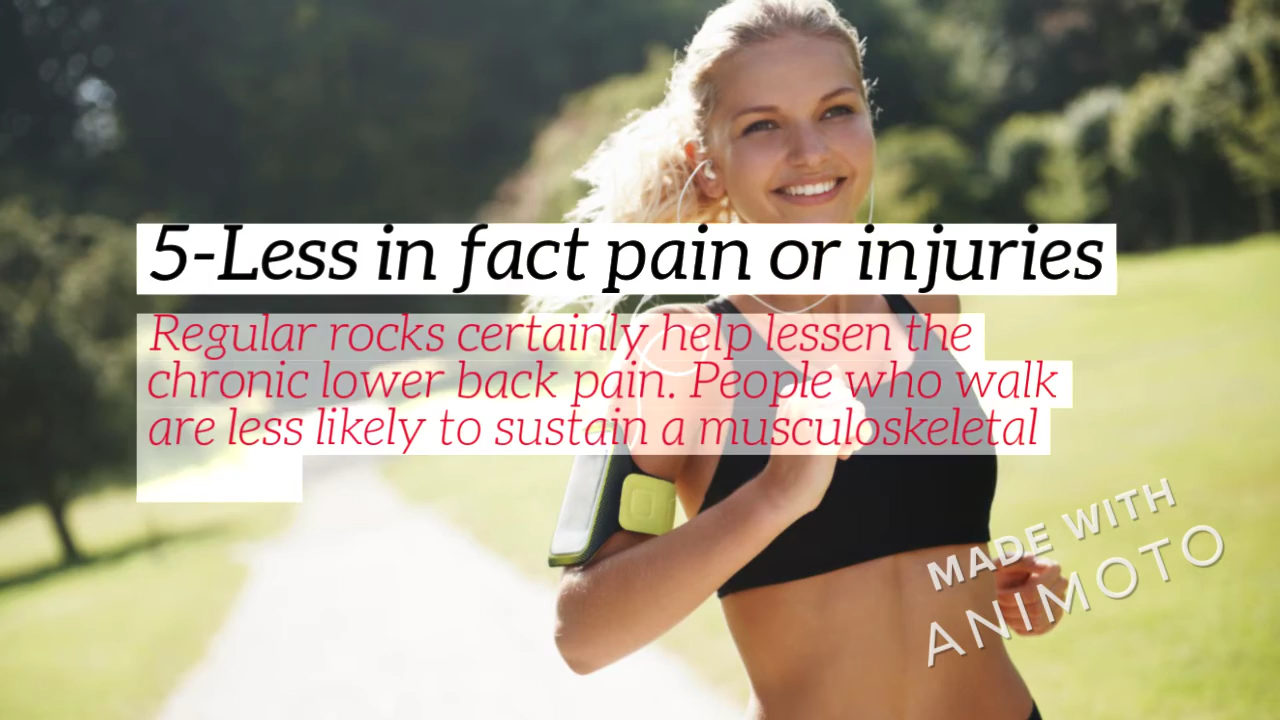 5-Less in fact pain or injuries
Regular rocks certainly help lessen the
chronic lower back pain. People who walk
are less likely to sustain a musculoskeletal
MADE WITH
ANIMOTO